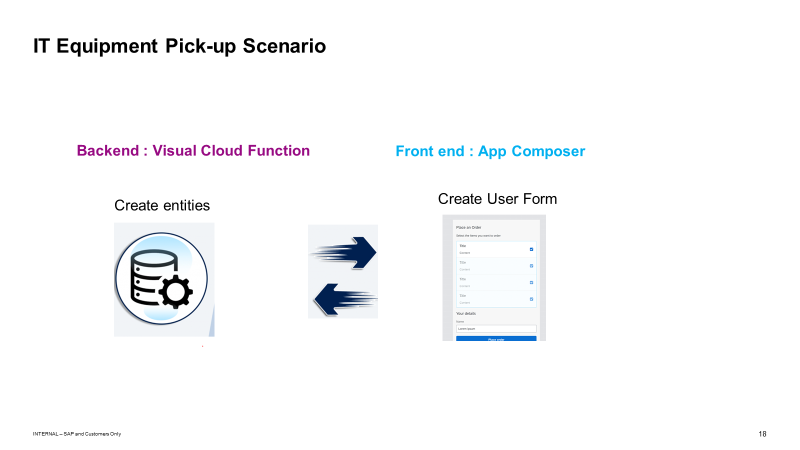 IT Equipment Pick-up Scenario
Backend : Visual Cloud Function
Front end : App Composer
Create entities
Create User Form
Place an Order
Select the items you want to order
Title
Content
Title
Content
Title
Content
Title
Content
Your details
Name
Lorem ipsum
Place order
INTERNAL – SAP and Customers Only
18